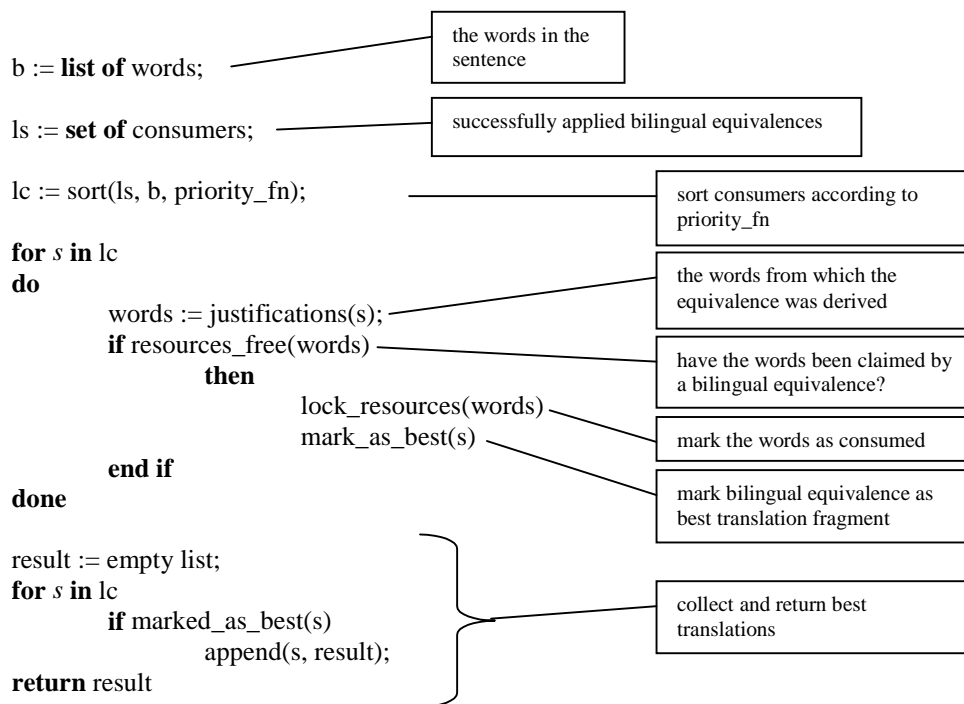 the words in the
sentence
b := list of words;
successfully applied bilingual equivalences
ls := set of consumers;
lc := sort(ls, b, priority_fn);
sort consumers according to
priority_fn
for s in lc
do
the words from which the
equivalence was derived
words := justifications(s);
if resources_free(words)
have the words been claimed by
a bilingual equivalence?
then
lock_resources(words)
mark the words as consumed
mark_as_best(s)
end if
mark bilingual equivalence as
best translation fragment
done
result := empty list;
for s in lc
if marked_as_best(s)
append(s, result);
collect and return best
translations
return result